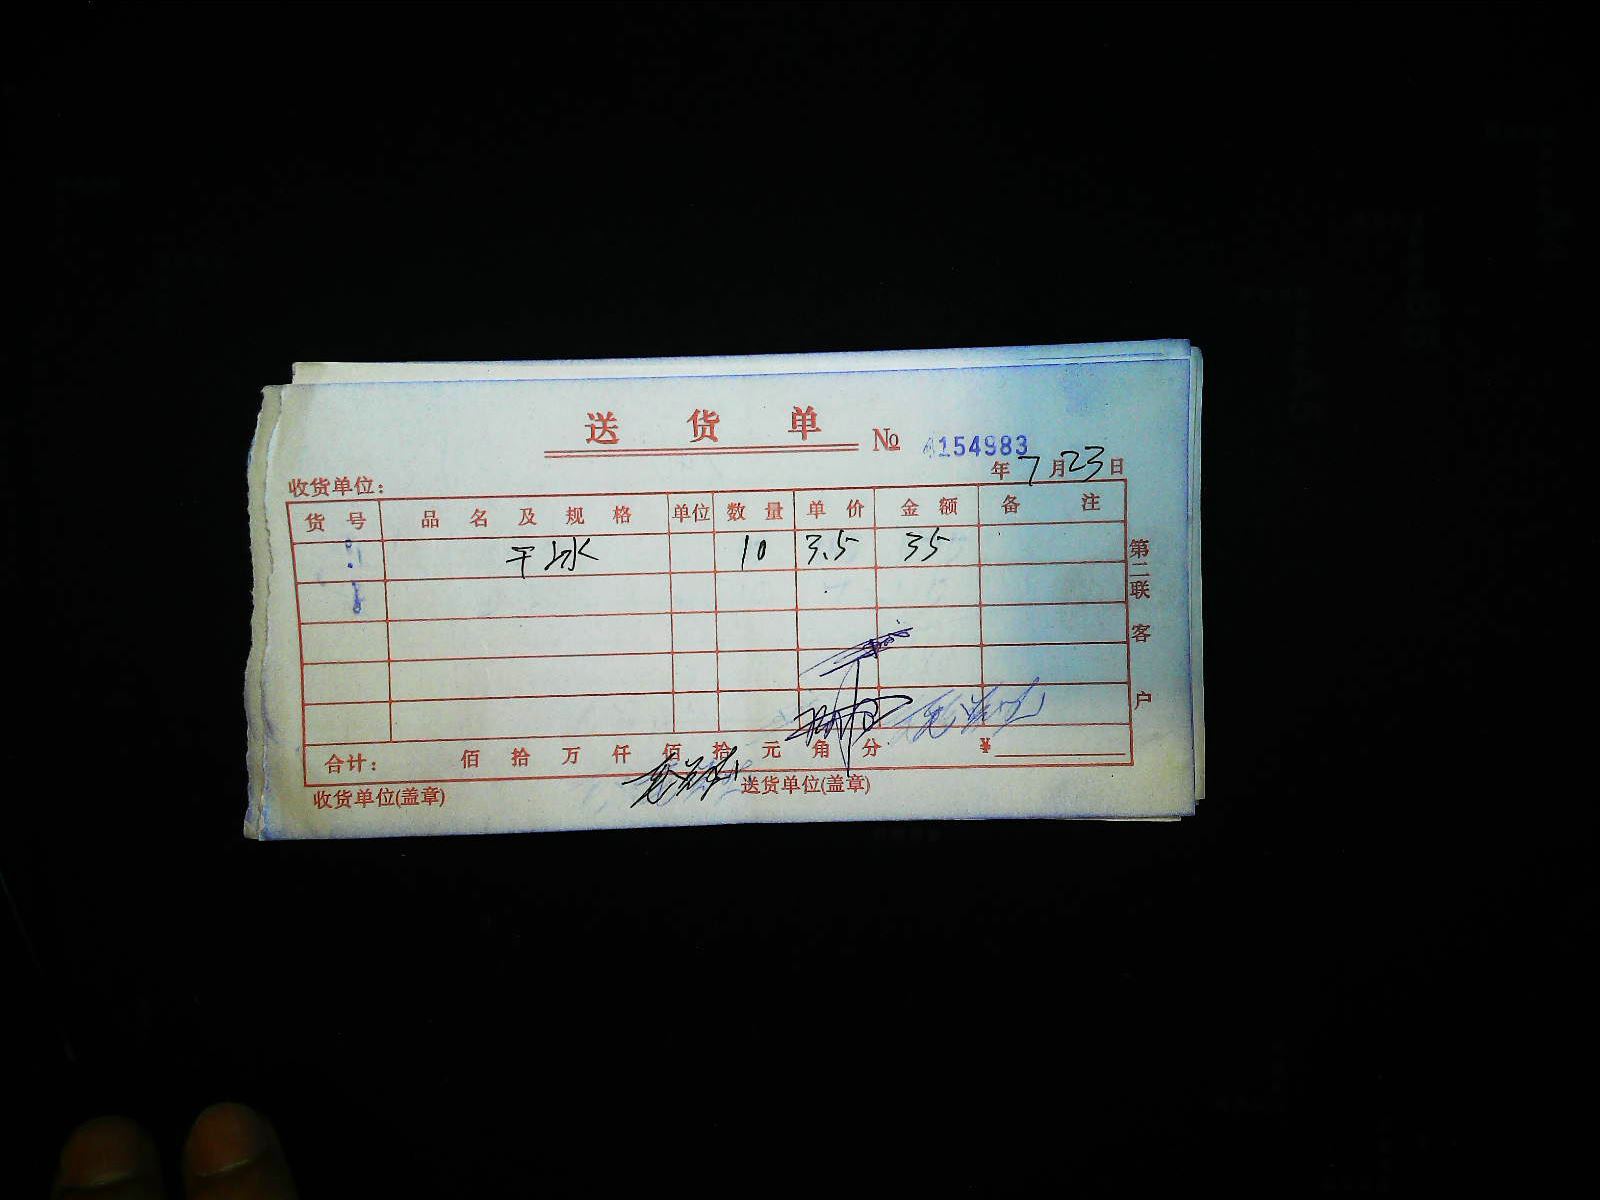 送货单
№ 4154983
年 7 月 23 日
收货单位：
货号 品名及规格 单位 数量 单价 金额 备注
干冰 10 3.5 35
合计： 佰 拾 万 仟 佰 拾 元 角 分 ¥
收货单位(盖章) 送货单位(盖章)
第二联 客户